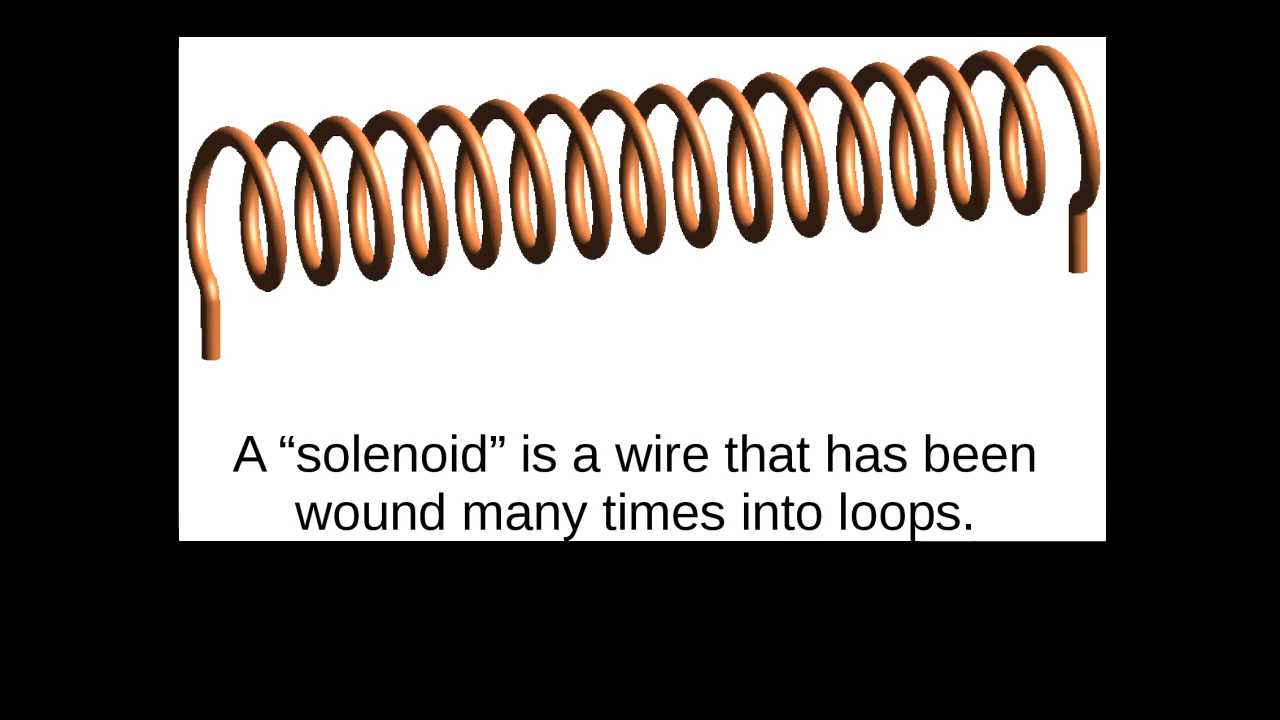 A “solenoid” is a wire that has been
wound many times into loops.